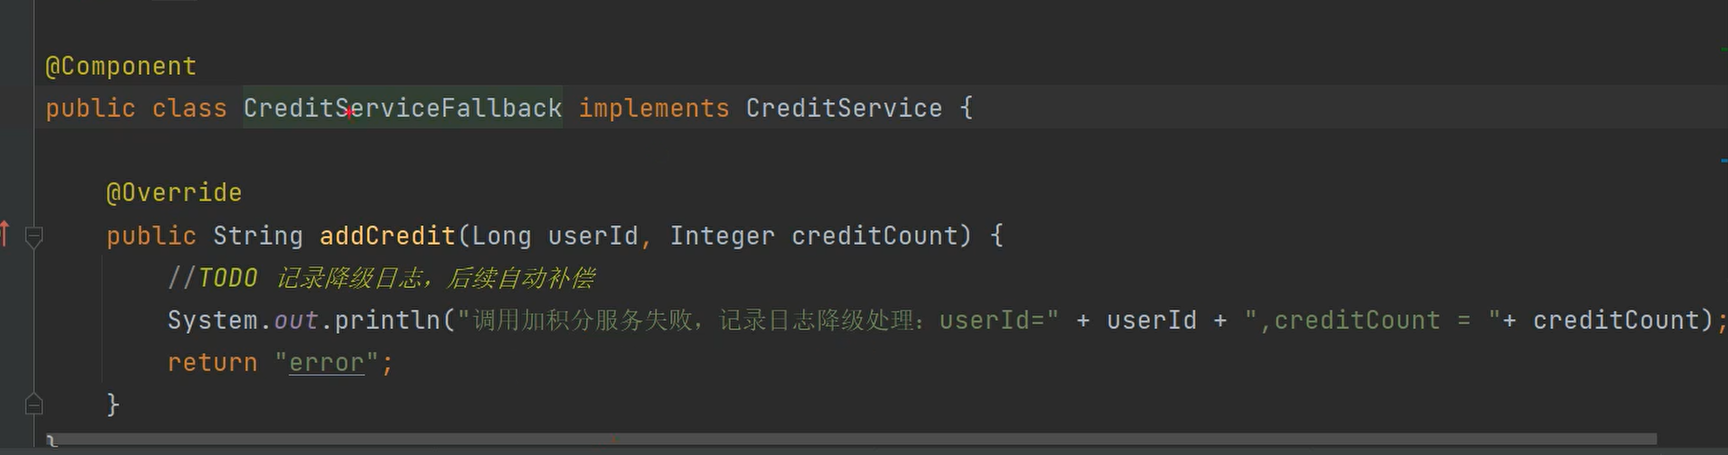 @Component
public class CreditServiceFallback implements CreditService {
@Override
public String addCredit(Long userId, Integer creditCount) {
//TODO 记录降级日志，后续自动补偿
System.out.println("调用加积分服务失败，记录日志降级处理：userId=" + userId + ",creditCount = "+ creditCount);
return "error";
}
}